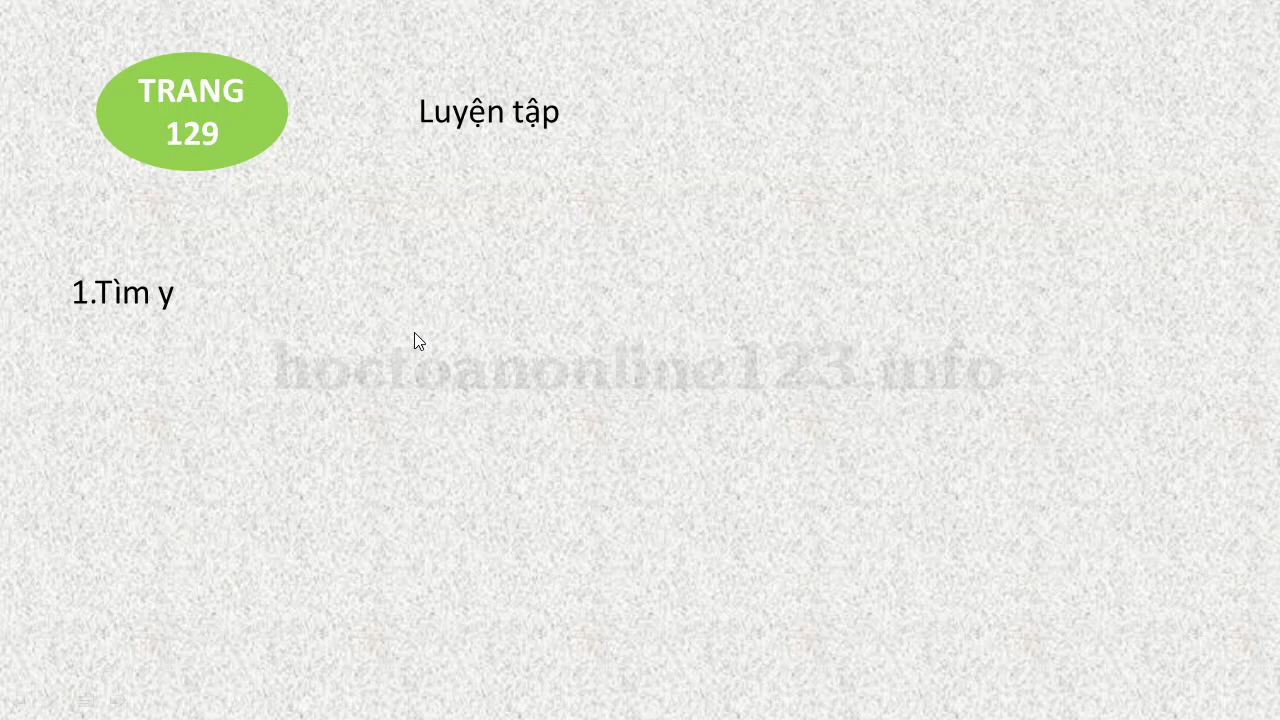 TRANG
129
Luyện tập
1.Tìm y
hoctoanonline123.info